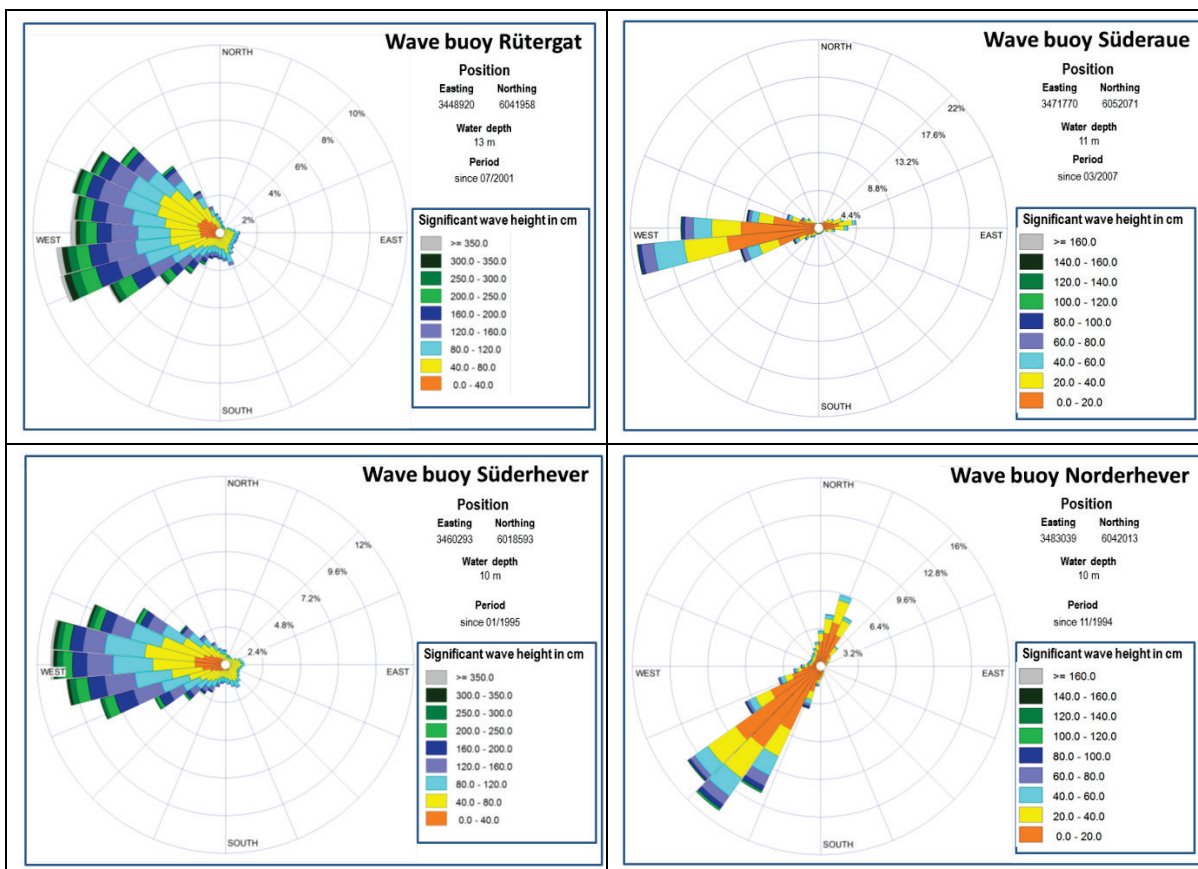 Wave buoy Rütergat
NORTH
Position
Easting Northing
3448920 6041958
Water depth
13 m
Period
since 07/2001
10%
8%
6%
4%
2%
WEST
EAST
SOUTH
Significant wave height in cm
>= 350.0
300.0 - 350.0
250.0 - 300.0
200.0 - 250.0
160.0 - 200.0
120.0 - 160.0
80.0 - 120.0
40.0 - 80.0
0.0 - 40.0
Wave buoy Süderaue
NORTH
Position
Easting Northing
3471770 6052071
Water depth
11 m
Period
since 03/2007
22%
17.6%
13.2%
8.8%
4.4%
WEST
EAST
SOUTH
Significant wave height in cm
>= 160.0
140.0 - 160.0
120.0 - 140.0
100.0 - 120.0
80.0 - 100.0
60.0 - 80.0
40.0 - 60.0
20.0 - 40.0
0.0 - 20.0
Wave buoy Süderhever
NORTH
Position
Easting Northing
3460293 6018593
Water depth
10 m
Period
since 01/1995
12%
9.6%
7.2%
4.8%
2.4%
WEST
EAST
SOUTH
Significant wave height in cm
>= 350.0
300.0 - 350.0
250.0 - 300.0
200.0 - 250.0
160.0 - 200.0
120.0 - 160.0
80.0 - 120.0
40.0 - 80.0
0.0 - 40.0
Wave buoy Norderhever
NORTH
Position
Easting Northing
3483039 6042013
Water depth
10 m
Period
since 11/1994
16%
12.8%
9.6%
6.4%
3.2%
WEST
EAST
SOUTH
Significant wave height in cm
>= 160.0
140.0 - 160.0
120.0 - 140.0
100.0 - 120.0
80.0 - 100.0
60.0 - 80.0
40.0 - 60.0
20.0 - 40.0
0.0 - 20.0